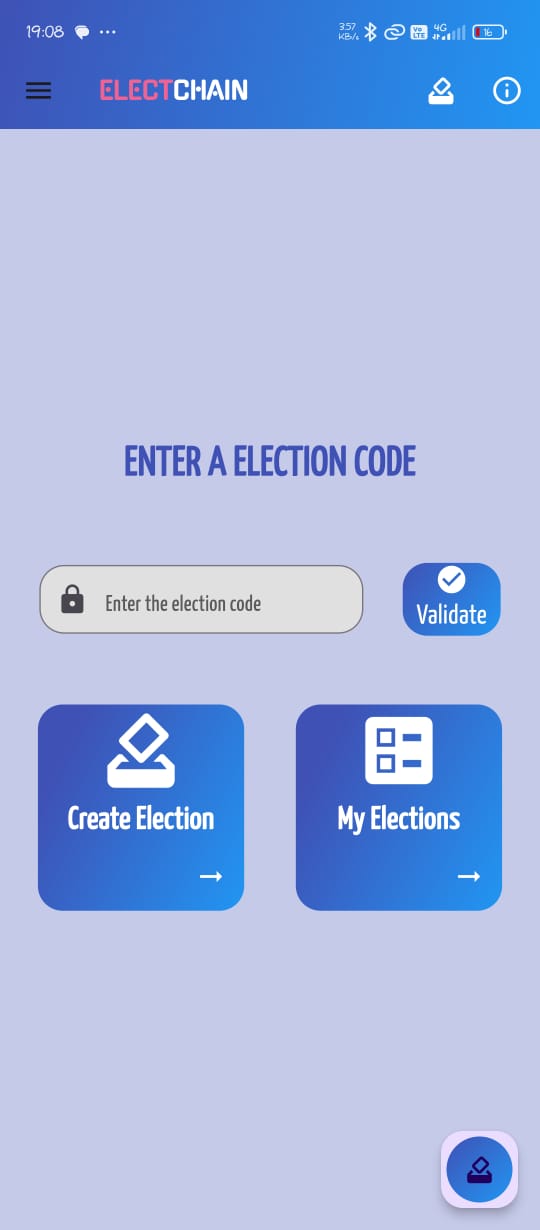 19:08
3.57
KB/s
Vo
LTE
4G
16
ELECTCHAIN
ENTER A ELECTION CODE
Enter the election code
Validate
Create Election
My Elections